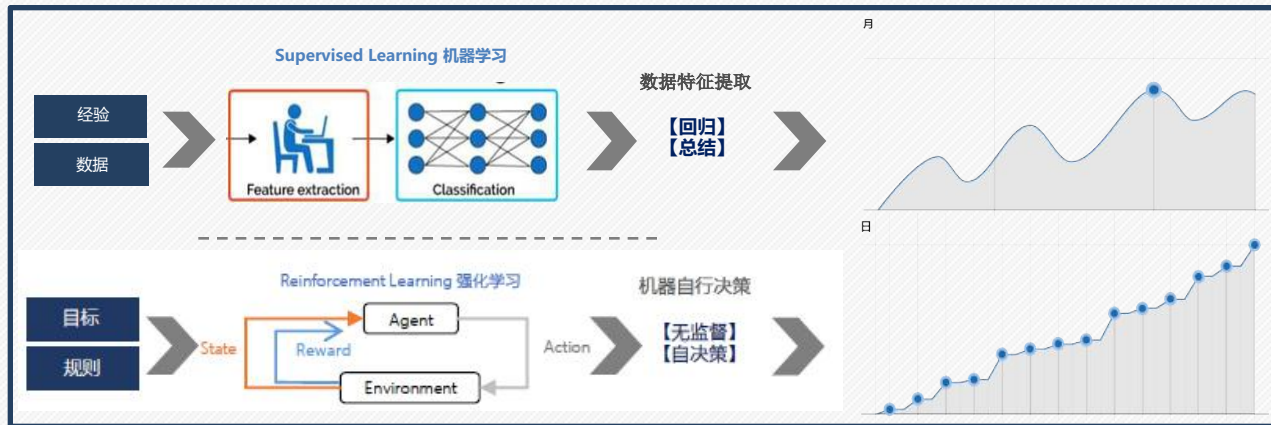 Supervised Learning 机器学习
经验
数据
Feature extraction
Classification
数据特征提取
【回归】
【总结】
月
Reinforcement Learning 强化学习
目标
规则
State
Reward
Agent
Environment
Action
机器自行决策
【无监督】
【自决策】
日